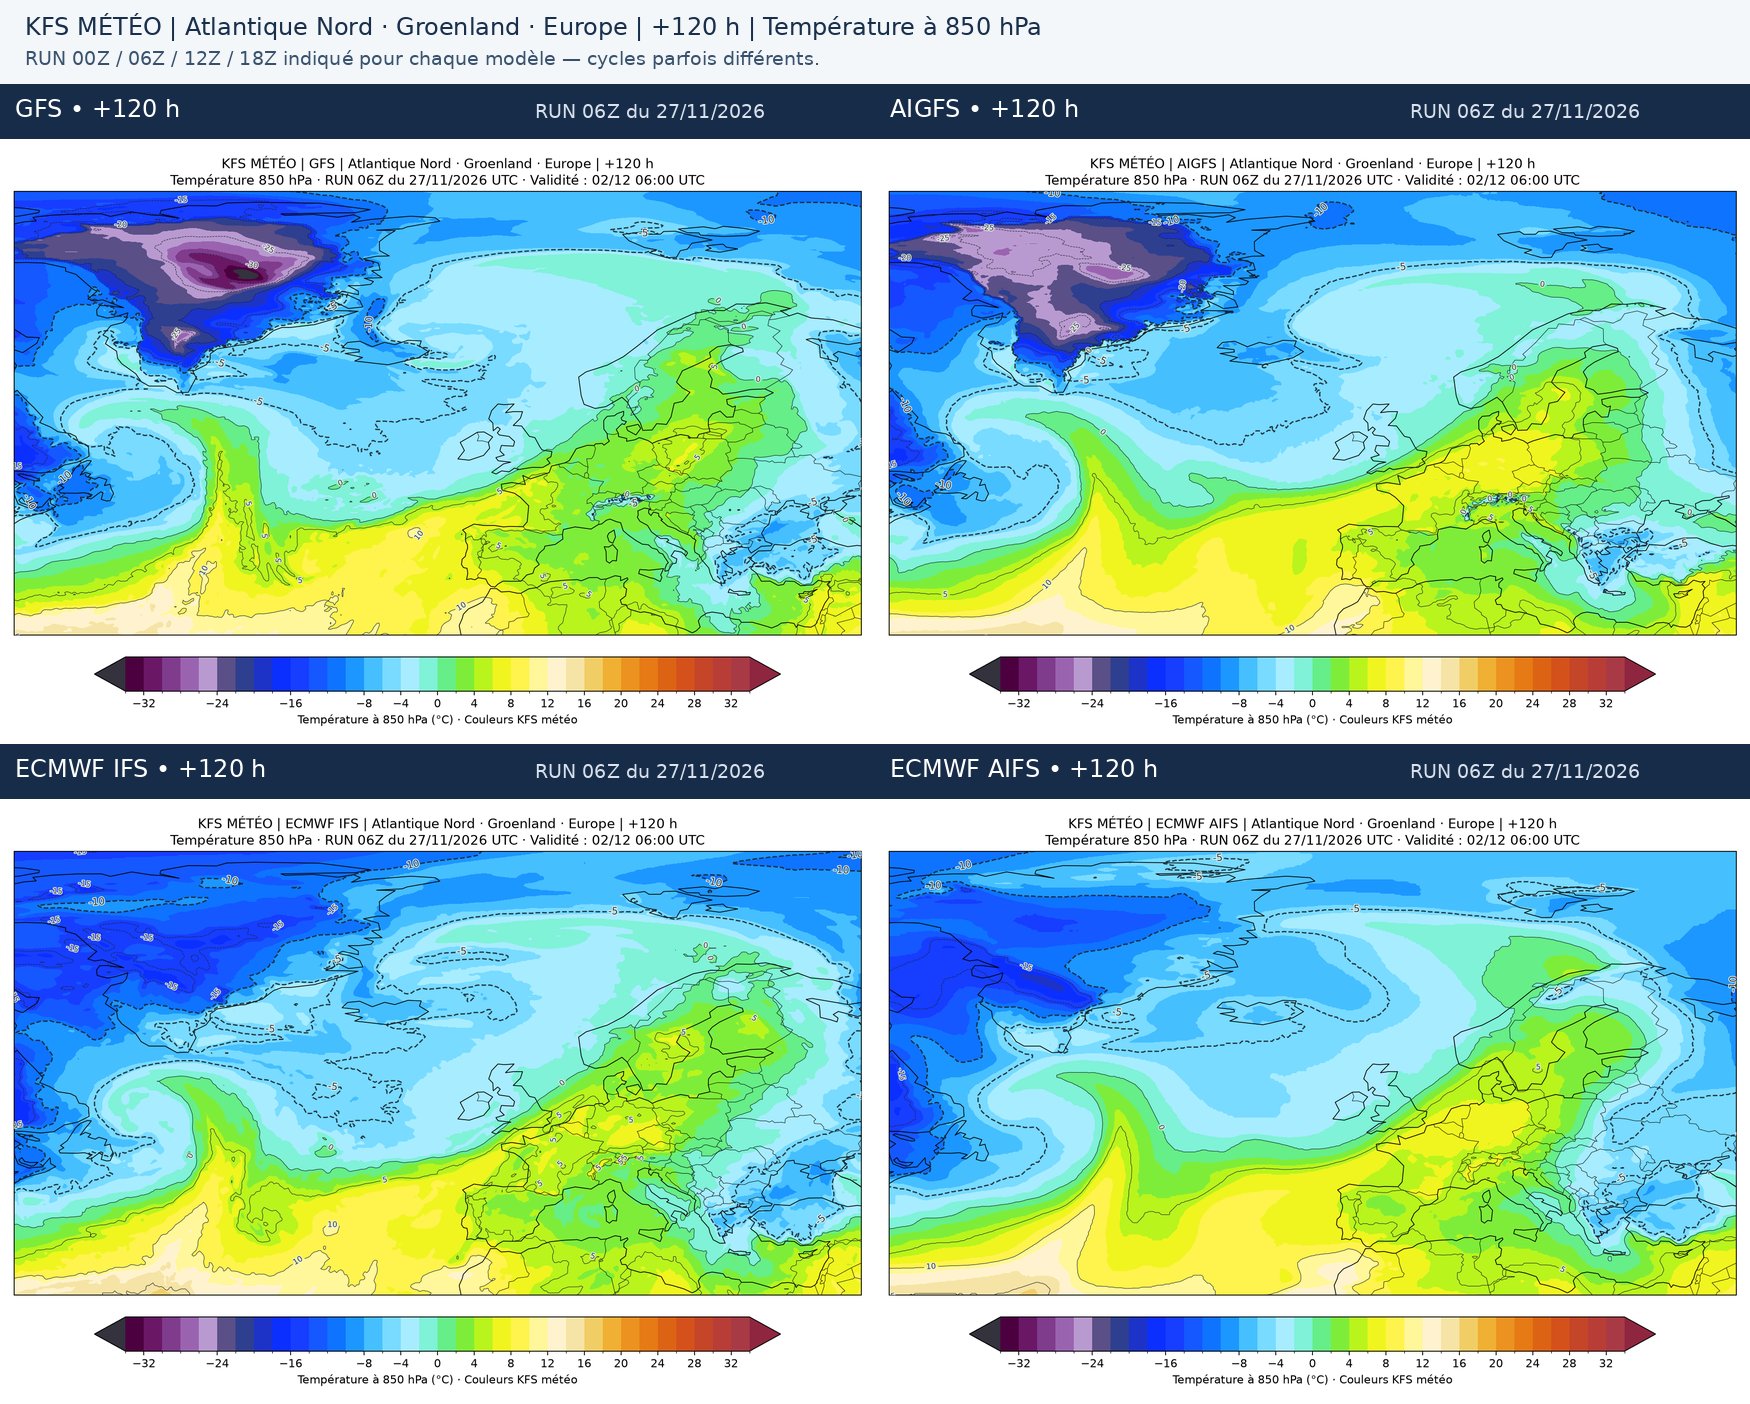 KFS MÉTÉO | Atlantique Nord · Groenland · Europe | +120 h | Température à 850 hPa
RUN 00Z / 06Z / 12Z / 18Z indiqué pour chaque modèle — cycles parfois différents.
GFS • +120 h
RUN 06Z du 27/11/2026
AIGFS • +120 h
RUN 06Z du 27/11/2026
KFS MÉTÉO | GFS | Atlantique Nord · Groenland · Europe | +120 h
Température 850 hPa · RUN 06Z du 27/11/2026 UTC · Validité : 02/12 06:00 UTC
KFS MÉTÉO | AIGFS | Atlantique Nord · Groenland · Europe | +120 h
Température 850 hPa · RUN 06Z du 27/11/2026 UTC · Validité : 02/12 06:00 UTC
−32 −24 −16 −8 −4 0 4 8 12 16 20 24 28 32
Température à 850 hPa (°C) · Couleurs KFS météo
−32 −24 −16 −8 −4 0 4 8 12 16 20 24 28 32
Température à 850 hPa (°C) · Couleurs KFS météo
ECMWF IFS • +120 h
RUN 06Z du 27/11/2026
ECMWF AIFS • +120 h
RUN 06Z du 27/11/2026
KFS MÉTÉO | ECMWF IFS | Atlantique Nord · Groenland · Europe | +120 h
Température 850 hPa · RUN 06Z du 27/11/2026 UTC · Validité : 02/12 06:00 UTC
KFS MÉTÉO | ECMWF AIFS | Atlantique Nord · Groenland · Europe | +120 h
Température 850 hPa · RUN 06Z du 27/11/2026 UTC · Validité : 02/12 06:00 UTC
−32 −24 −16 −8 −4 0 4 8 12 16 20 24 28 32
Température à 850 hPa (°C) · Couleurs KFS météo
−32 −24 −16 −8 −4 0 4 8 12 16 20 24 28 32
Température à 850 hPa (°C) · Couleurs KFS météo